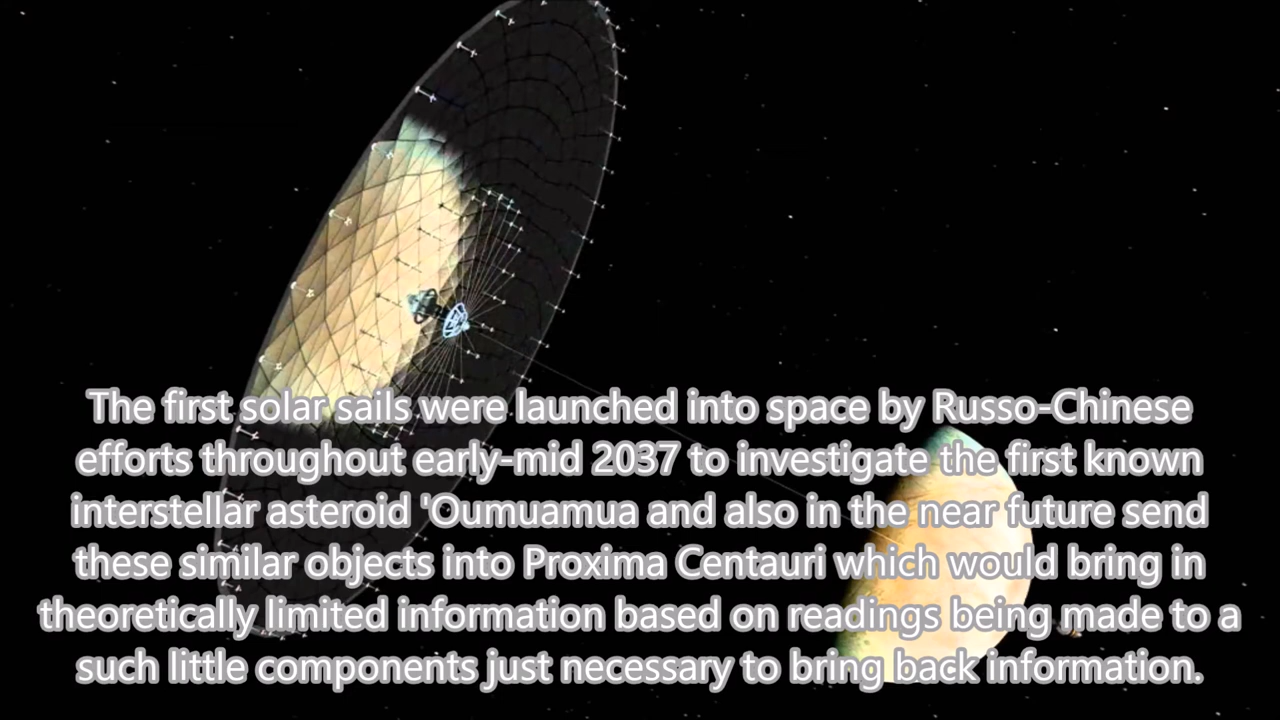 The first solar sails were launched into space by Russo-Chinese
efforts throughout early-mid 2037 to investigate the first known
interstellar asteroid 'Oumuamua and also in the near future send
these similar objects into Proxima Centauri which would bring in
theoretically limited information based on readings being made to a
such little components just necessary to bring back information.